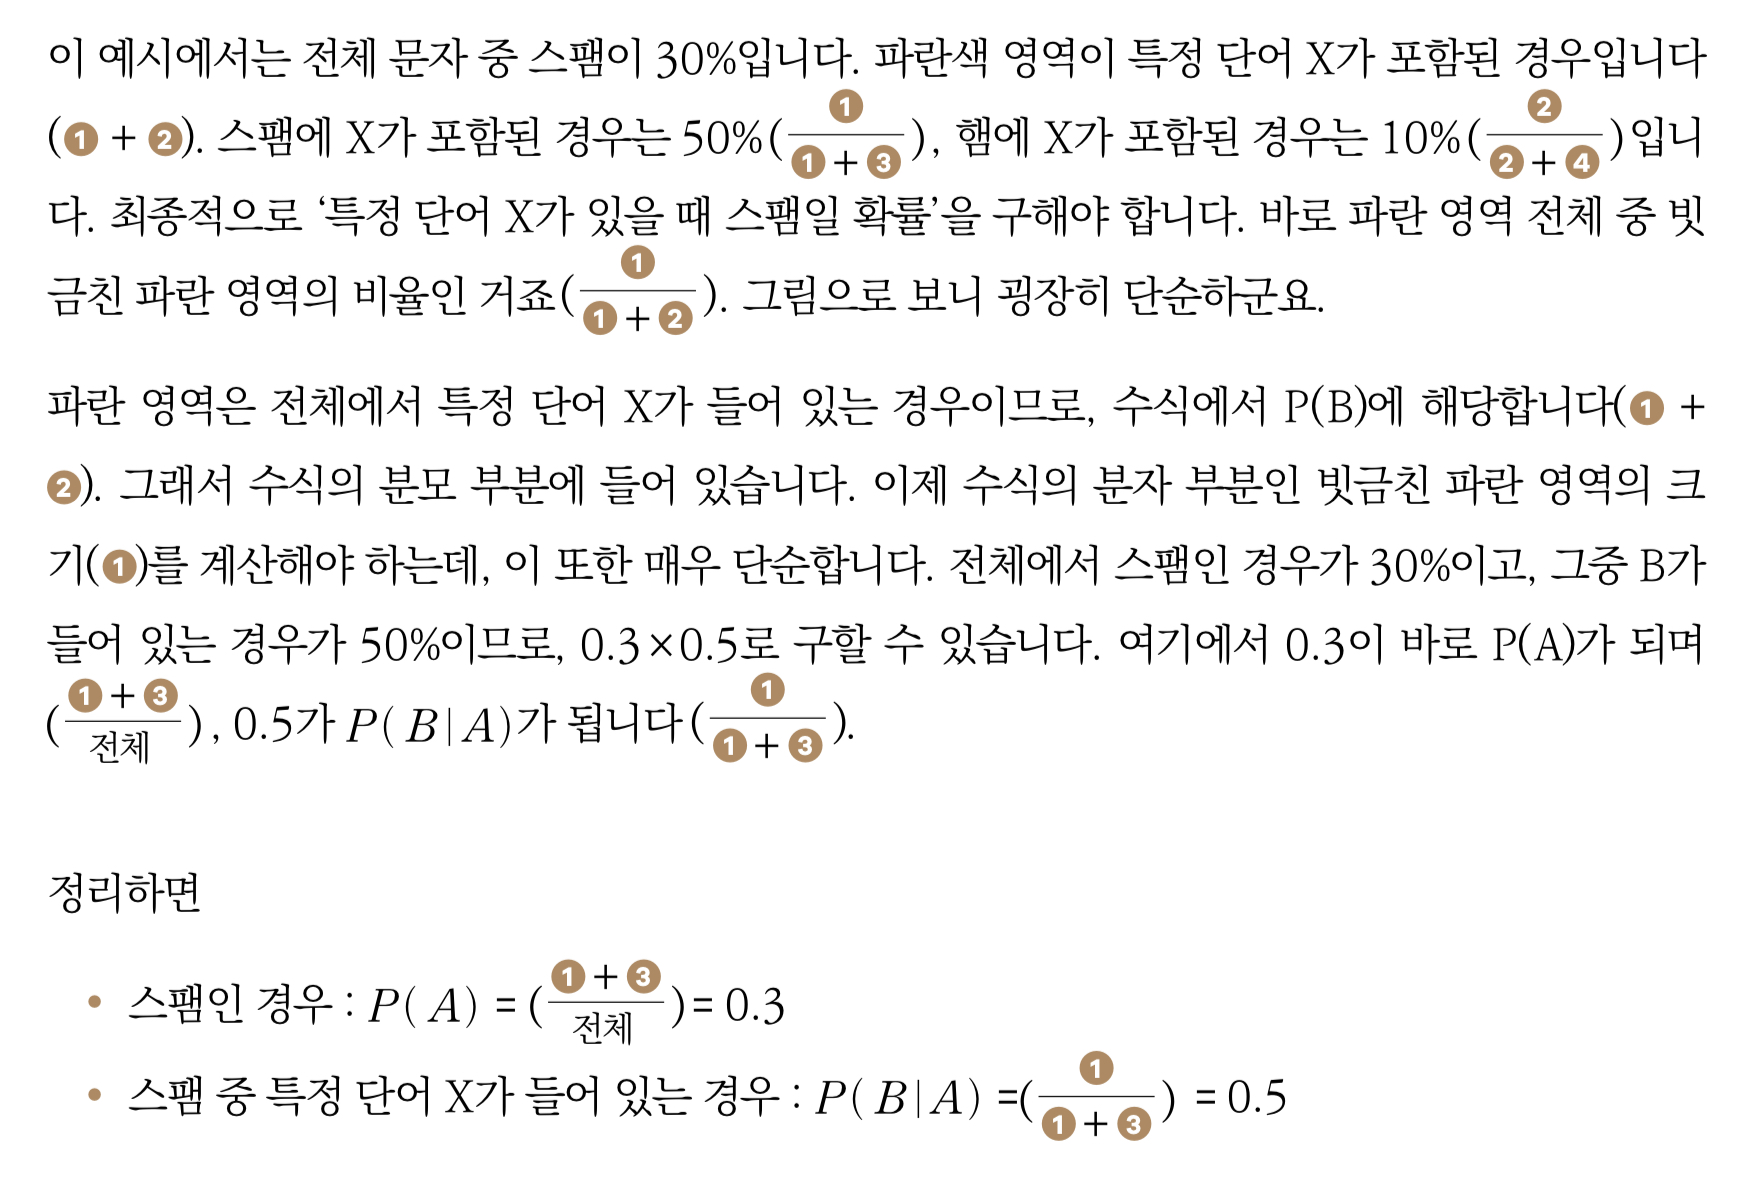 이 예시에서는 전체 문자 중 스팸이 30%입니다. 파란색 영역이 특정 단어 X가 포함된 경우입니다
(❶ + ❷). 스팸에 X가 포함된 경우는 50%(❶/❶ + ❸), 햄에 X가 포함된 경우는 10%(❷/❷ + ❹)입니
다. 최종적으로 ‘특정 단어 X가 있을 때 스팸일 확률’을 구해야 합니다. 바로 파란 영역 전체 중 빗
금친 파란 영역의 비율인 거죠(❶/❶ + ❷). 그림으로 보니 굉장히 단순하군요.
파란 영역은 전체에서 특정 단어 X가 들어 있는 경우이므로, 수식에서 P(B)에 해당합니다(❶ +
❷). 그래서 수식의 분모 부분에 들어 있습니다. 이제 수식의 분자 부분인 빗금친 파란 영역의 크
기(❶)를 계산해야 하는데, 이 또한 매우 단순합니다. 전체에서 스팸인 경우가 30%이고, 그중 B가
들어 있는 경우가 50%이므로, 0.3×0.5로 구할 수 있습니다. 여기에서 0.3이 바로 P(A)가 되며
(❶ + ❸/전체), 0.5가 P(B|A)가 됩니다(❶/❶ + ❸).
정리하면
• 스팸인 경우 : P(A) = (❶ + ❸/전체) = 0.3
• 스팸 중 특정 단어 X가 들어 있는 경우 : P(B|A) =(❶/❶ + ❸) = 0.5